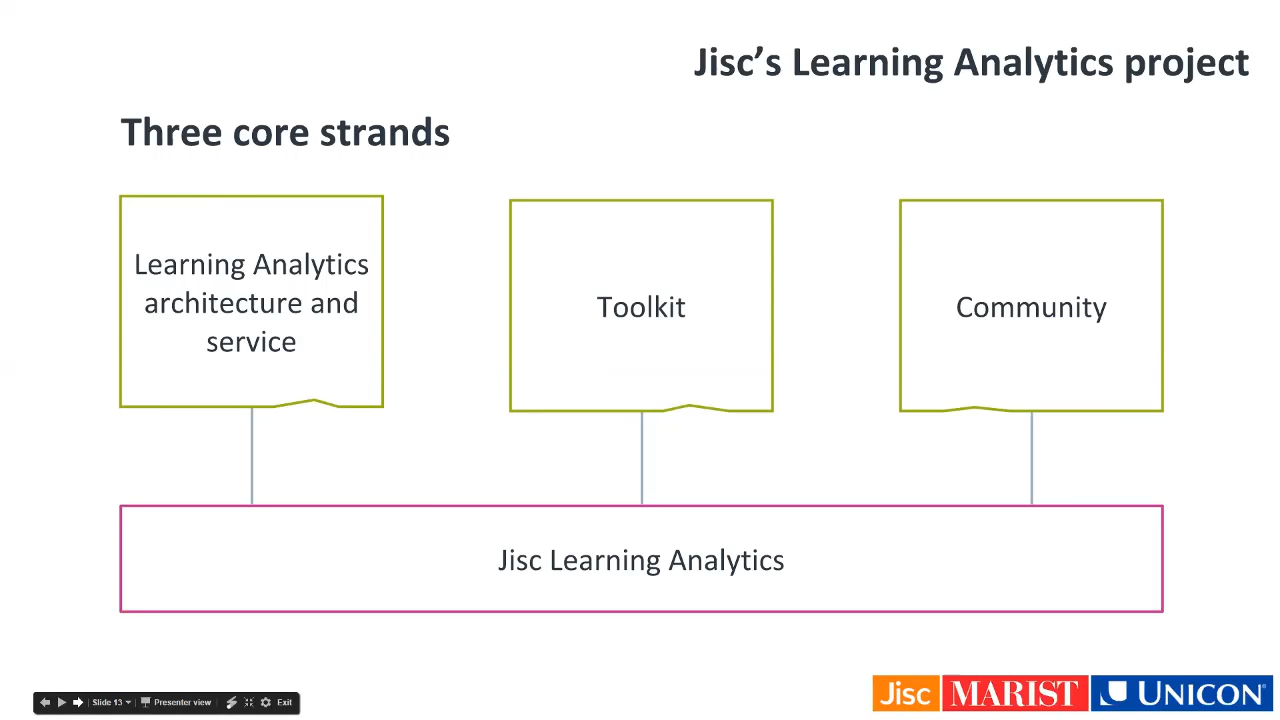 Jisc’s Learning Analytics project
Three core strands
Learning Analytics
architecture and
service
Toolkit
Community
Jisc Learning Analytics
Slide 13
Presenter view
Exit
Jisc
MARIST
UNICON®